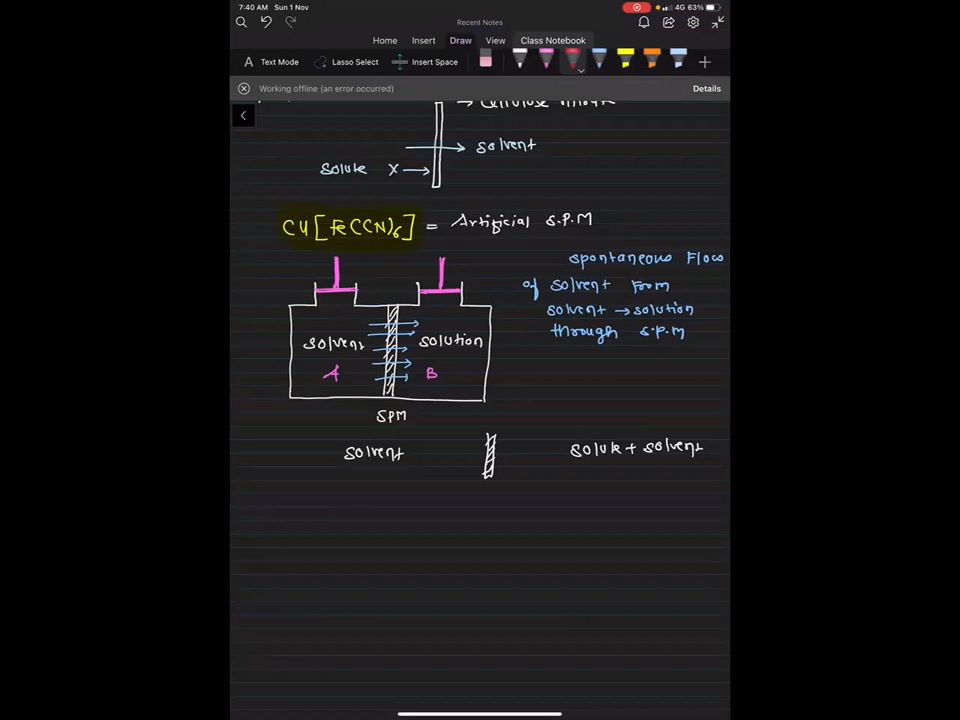 7:40 AM Sun 1 Nov
4G 63%
Recent Notes
Home Insert Draw View Class Notebook
Text Mode Lasso Select Insert Space
Working offline (an error occurred) Details
→ cellulose
→ solvent
solute X →
Cu[Fe(CN)6] = Artificial S.P.M
spontaneous Flow
of solvent from
solvent → solution
through S.P.M
solvent solution
A B
SPM
solvent solute + solvent